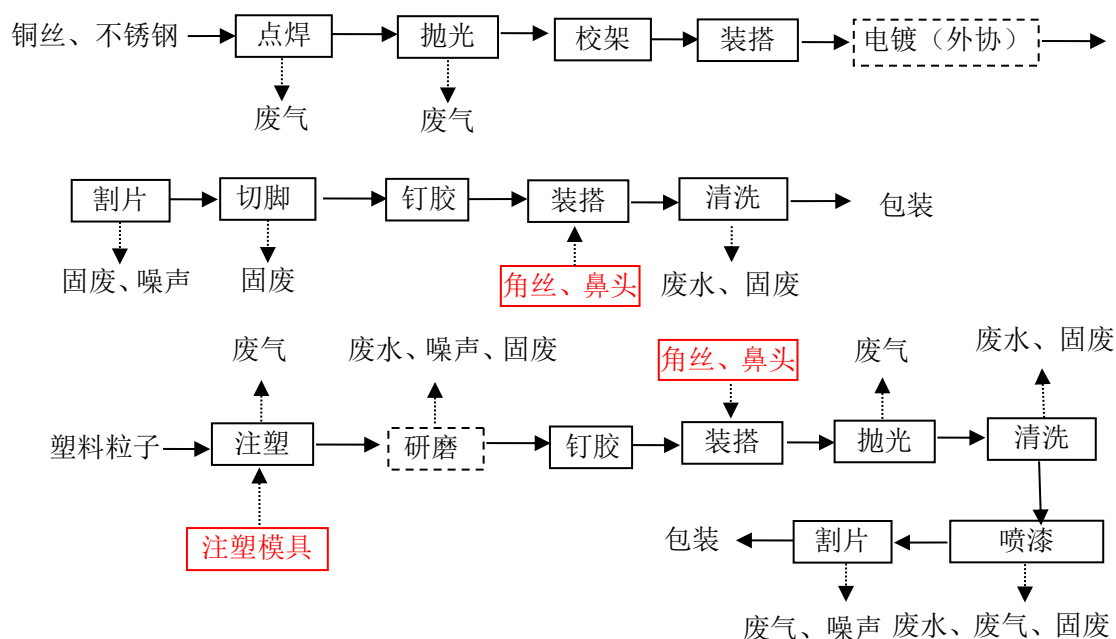 铜丝、不锈钢 点焊 抛光 校架 装搭 电镀（外协）
废气 废气
割片 切脚 钉胶 装搭 清洗 包装
固废、噪声 固废 角丝、鼻头 废水、固废
废气 废水、噪声、固废 角丝、鼻头 废气 废水、固废
塑料粒子 注塑 研磨 钉胶 装搭 抛光 清洗
注塑模具 包装 割片 喷漆
废气、噪声 废水、废气、固废